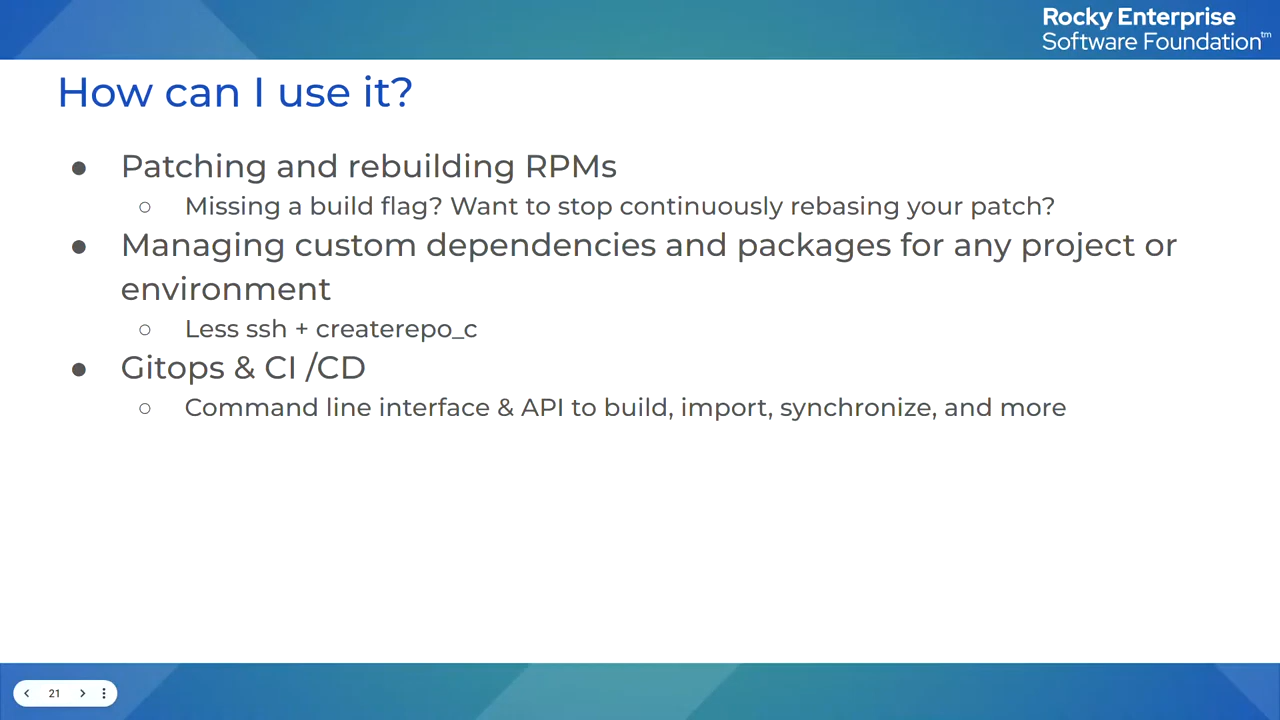 Rocky Enterprise
Software Foundation™
How can I use it?
● Patching and rebuilding RPMs
○ Missing a build flag? Want to stop continuously rebasing your patch?
● Managing custom dependencies and packages for any project or
environment
○ Less ssh + createrepo_c
● Gitops & CI /CD
○ Command line interface & API to build, import, synchronize, and more
21